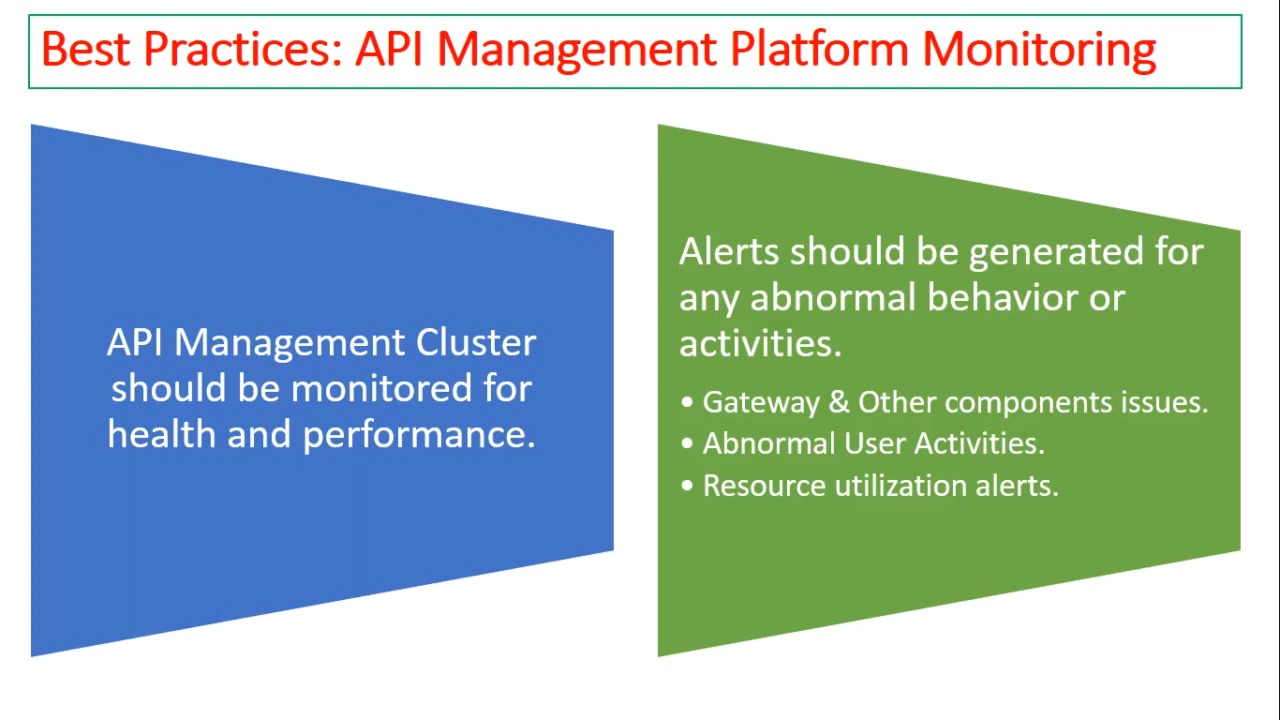 Best Practices: API Management Platform Monitoring
API Management Cluster
should be monitored for
health and performance.
Alerts should be generated for
any abnormal behavior or
activities.
• Gateway & Other components issues.
• Abnormal User Activities.
• Resource utilization alerts.